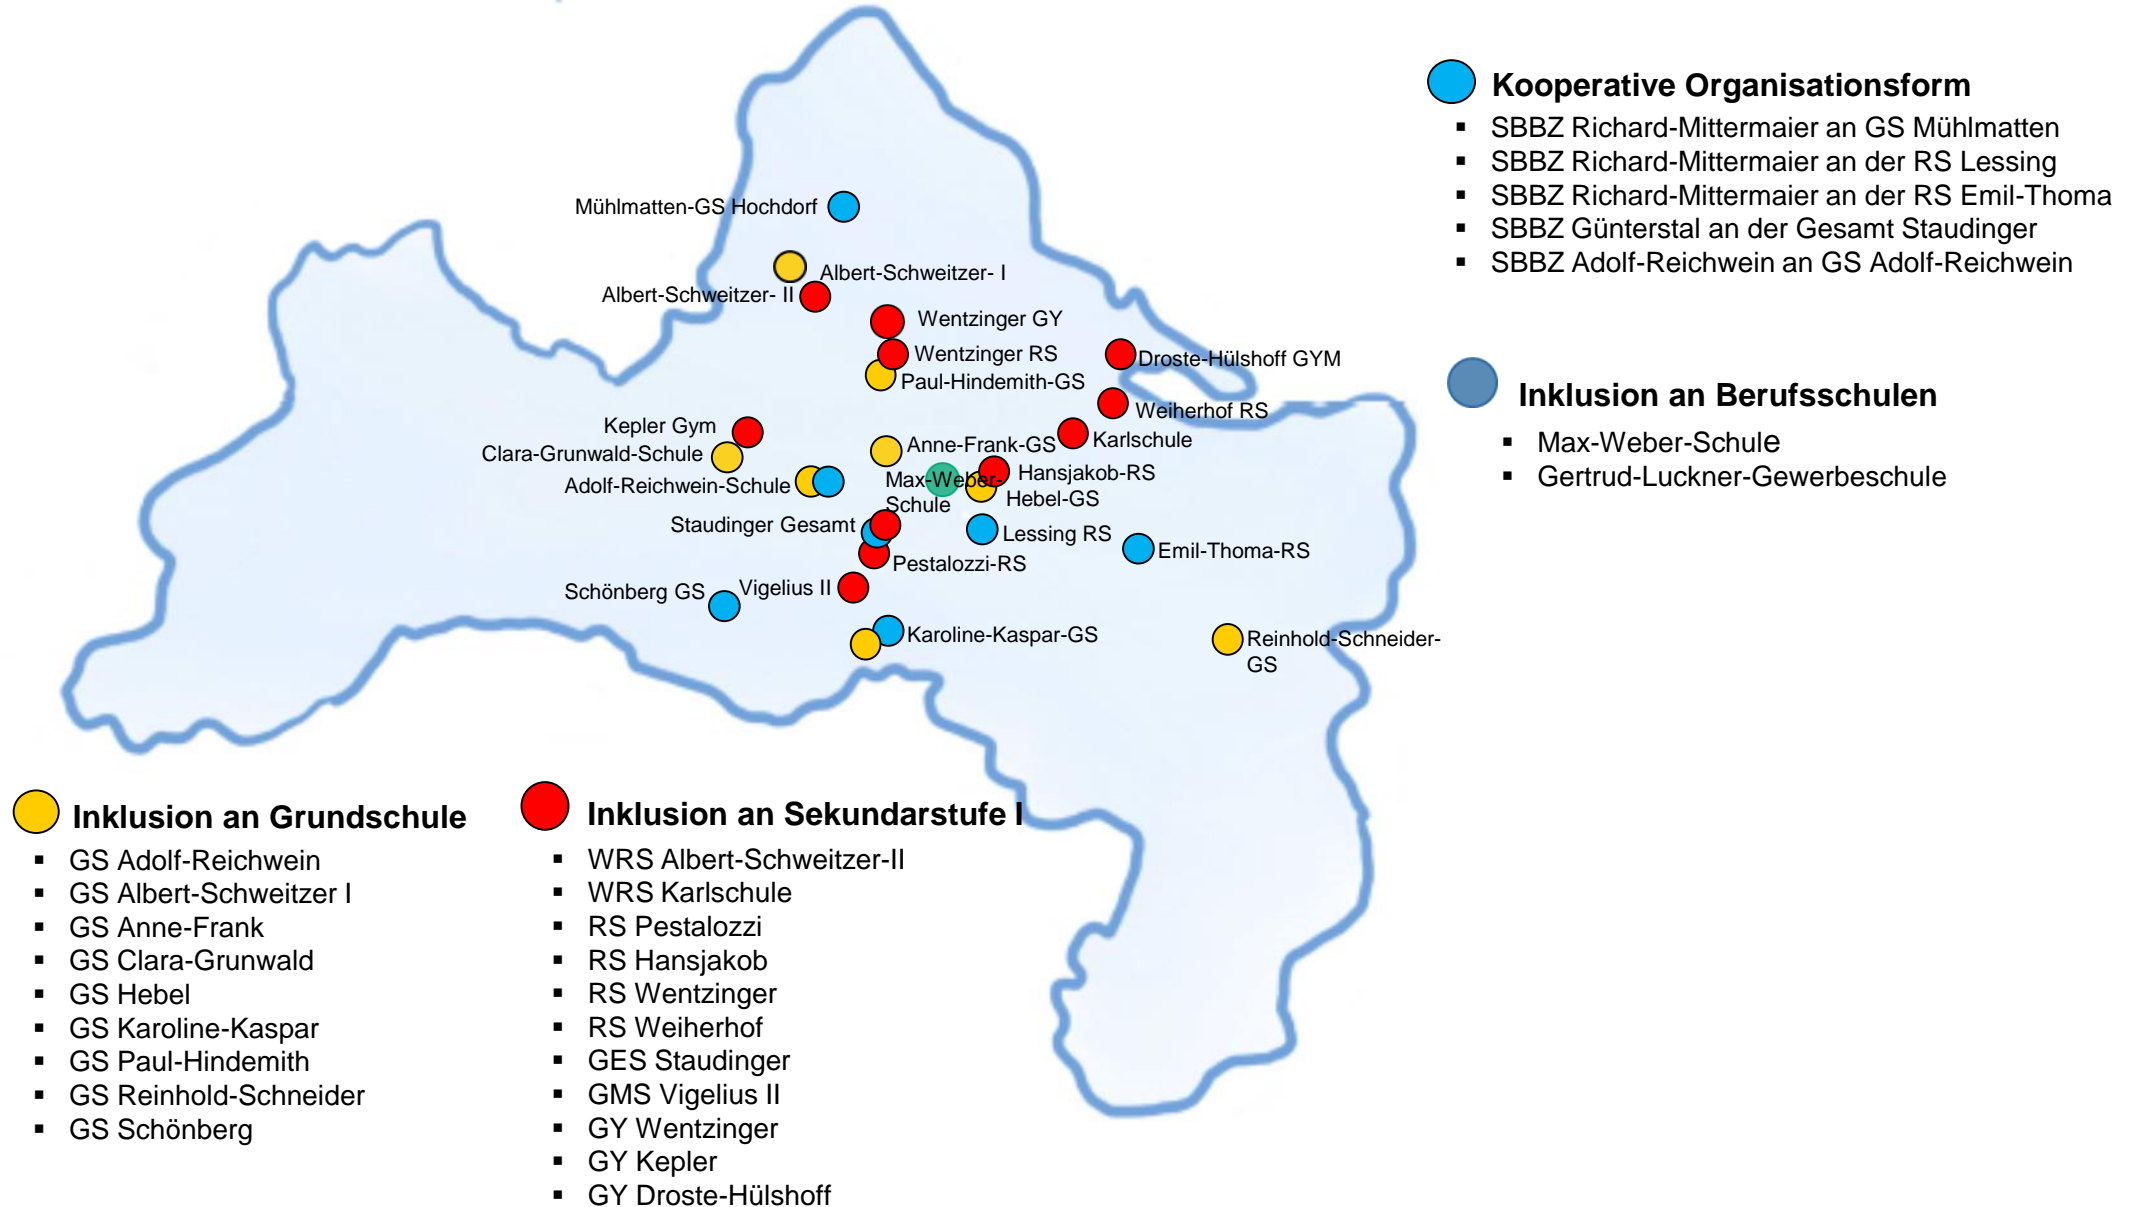 Kooperative Organisationsform
▪ SBBZ Richard-Mittermaier an GS Mühlmatten
▪ SBBZ Richard-Mittermaier an der RS Lessing
▪ SBBZ Richard-Mittermaier an der RS Emil-Thoma
▪ SBBZ Günterstal an der Gesamt Staudinger
▪ SBBZ Adolf-Reichwein an GS Adolf-Reichwein
Mühlmatten-GS Hochdorf
Albert-Schweitzer- I
Albert-Schweitzer- II
Wentzinger GY
Wentzinger RS
Paul-Hindemith-GS
Droste-Hülshoff GYM
Weiherhof RS
Karlschule
Kepler Gym
Clara-Grunwald-Schule
Adolf-Reichwein-Schule
Anne-Frank-GS
Max-Weber-
Schule
Hansjakob-RS
Hebel-GS
Staudinger Gesamt
Lessing RS
Emil-Thoma-RS
Pestalozzi-RS
Schönberg GS
Vigelius II
Karoline-Kaspar-GS
Reinhold-Schneider-
GS
Inklusion an Berufsschulen
▪ Max-Weber-Schule
▪ Gertrud-Luckner-Gewerbeschule
Inklusion an Grundschule
▪ GS Adolf-Reichwein
▪ GS Albert-Schweitzer I
▪ GS Anne-Frank
▪ GS Clara-Grunwald
▪ GS Hebel
▪ GS Karoline-Kaspar
▪ GS Paul-Hindemith
▪ GS Reinhold-Schneider
▪ GS Schönberg
Inklusion an Sekundarstufe I
▪ WRS Albert-Schweitzer-II
▪ WRS Karlschule
▪ RS Pestalozzi
▪ RS Hansjakob
▪ RS Wentzinger
▪ RS Weiherhof
▪ GES Staudinger
▪ GMS Vigelius II
▪ GY Wentzinger
▪ GY Kepler
▪ GY Droste-Hülshoff